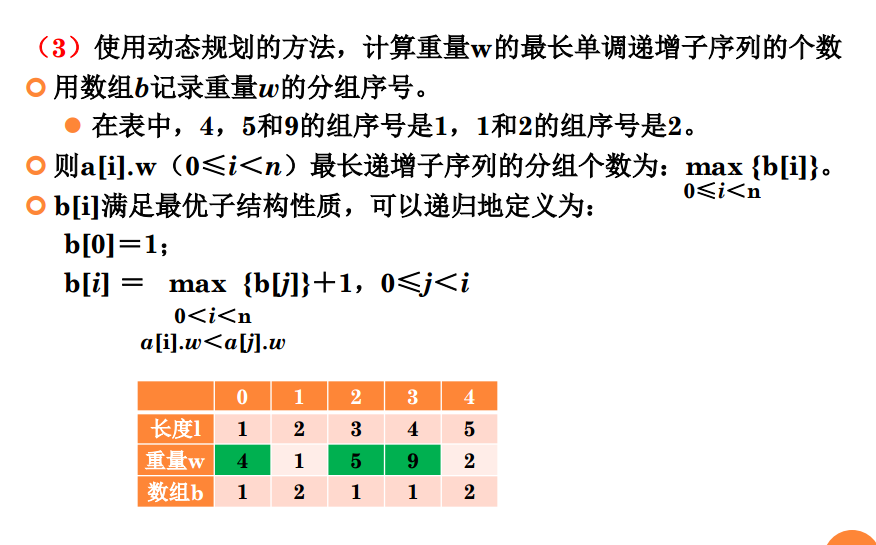 （3）使用动态规划的方法，计算重量w的最长单调递增子序列的个数
用数组b记录重量w的分组序号。
在表中，4，5和9的组序号是1，1和2的组序号是2。
则a[i].w（0≤i＜n）最长递增子序列的分组个数为：max {b[i]}。
0≤i＜n
b[i]满足最优子结构性质，可以递归地定义为：
b[0]＝1；
b[i] ＝ max {b[j]}＋1，0≤j＜i
0＜i＜n
a[i].w＜a[j].w
0 1 2 3 4
长度l 1 2 3 4 5
重量w 4 1 5 9 2
数组b 1 2 1 1 2